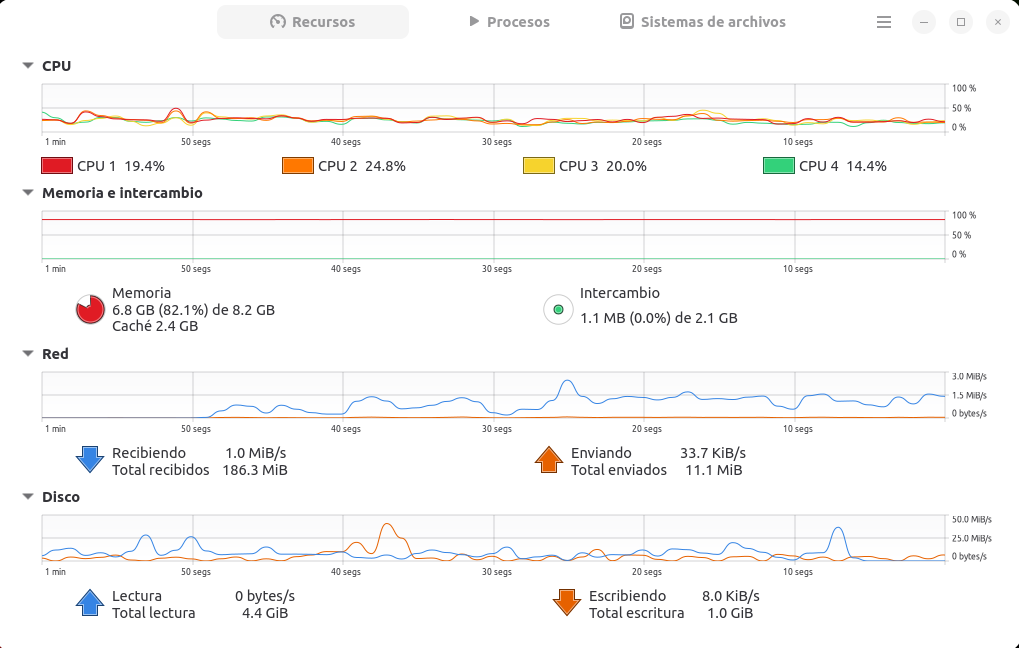 Recursos Procesos Sistemas de archivos
CPU
100 %
50 %
0 %
1 min 50 segs 40 segs 30 segs 20 segs 10 segs
CPU 1 19.4% CPU 2 24.8% CPU 3 20.0% CPU 4 14.4%
Memoria e intercambio
100 %
50 %
0 %
1 min 50 segs 40 segs 30 segs 20 segs 10 segs
Memoria
6.8 GB (82.1%) de 8.2 GB
Caché 2.4 GB
Intercambio
1.1 MB (0.0%) de 2.1 GB
Red
3.0 MiB/s
1.5 MiB/s
0 bytes/s
1 min 50 segs 40 segs 30 segs 20 segs 10 segs
Recibiendo 1.0 MiB/s
Total recibidos 186.3 MiB
Enviando 33.7 KiB/s
Total enviados 11.1 MiB
Disco
50.0 MiB/s
25.0 MiB/s
0 bytes/s
1 min 50 segs 40 segs 30 segs 20 segs 10 segs
Lectura 0 bytes/s
Total lectura 4.4 GiB
Escribiendo 8.0 KiB/s
Total escritura 1.0 GiB